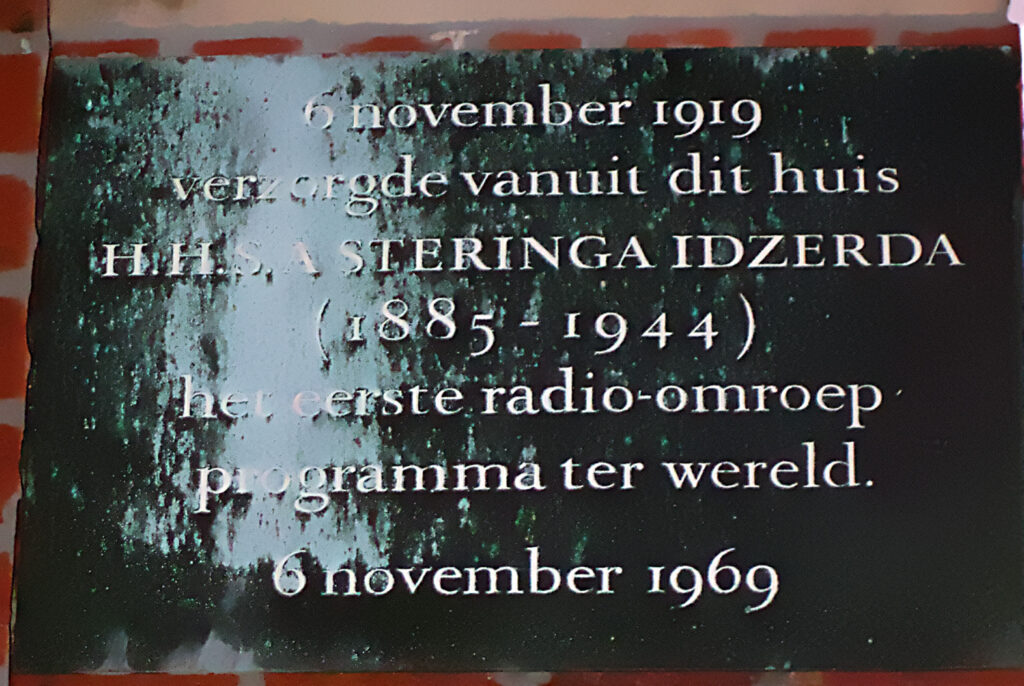 6 november 1919
verzorgde vanuit dit huis
H.H.S.A STERINGA IDZERDA
(1885 - 1944)
het eerste radio-omroep
programma ter wereld.
6 november 1969